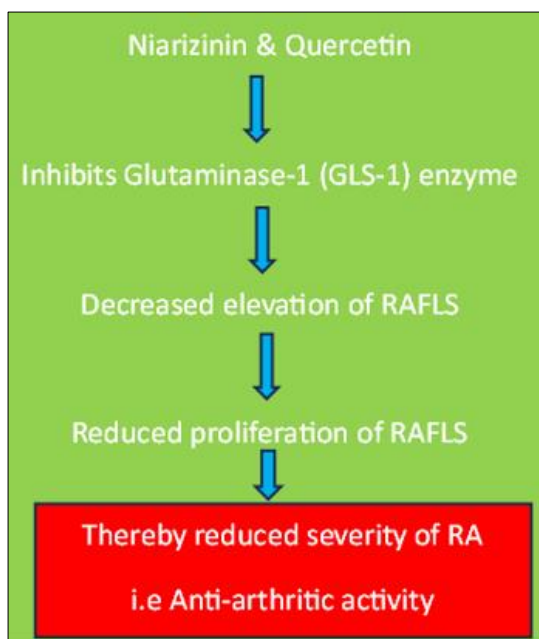 Niarizinin & Quercetin
Inhibits Glutaminase-1 (GLS-1) enzyme
Decreased elevation of RAFLS
Reduced proliferation of RAFLS
Thereby reduced severity of RA
i.e Anti-arthritic activity